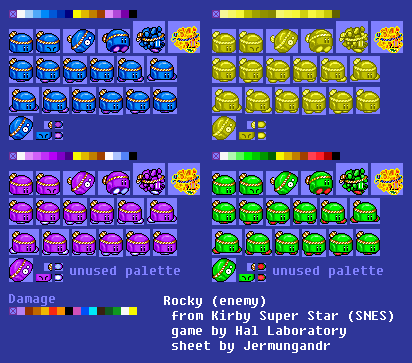 unused palette
unused palette
Damage
Rocky (enemy)
from Kirby Super Star (SNES)
game by Hal Laboratory
sheet by Jermungandr